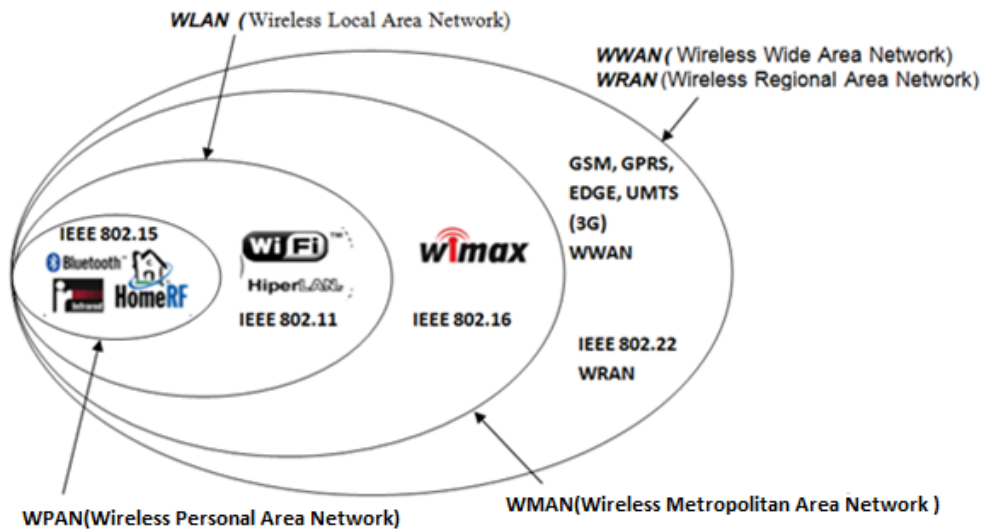 WLAN (Wireless Local Area Network)
WWAN ( Wireless Wide Area Network)
WRAN (Wireless Regional Area Network)
GSM, GPRS,
EDGE, UMTS
(3G)
WWAN
IEEE 802.15
Bluetooth™
HomeRF
WiFi™
HiperLAN
IEEE 802.11
wimax
IEEE 802.16
IEEE 802.22
WRAN
WPAN(Wireless Personal Area Network)
WMAN(Wireless Metropolitan Area Network )